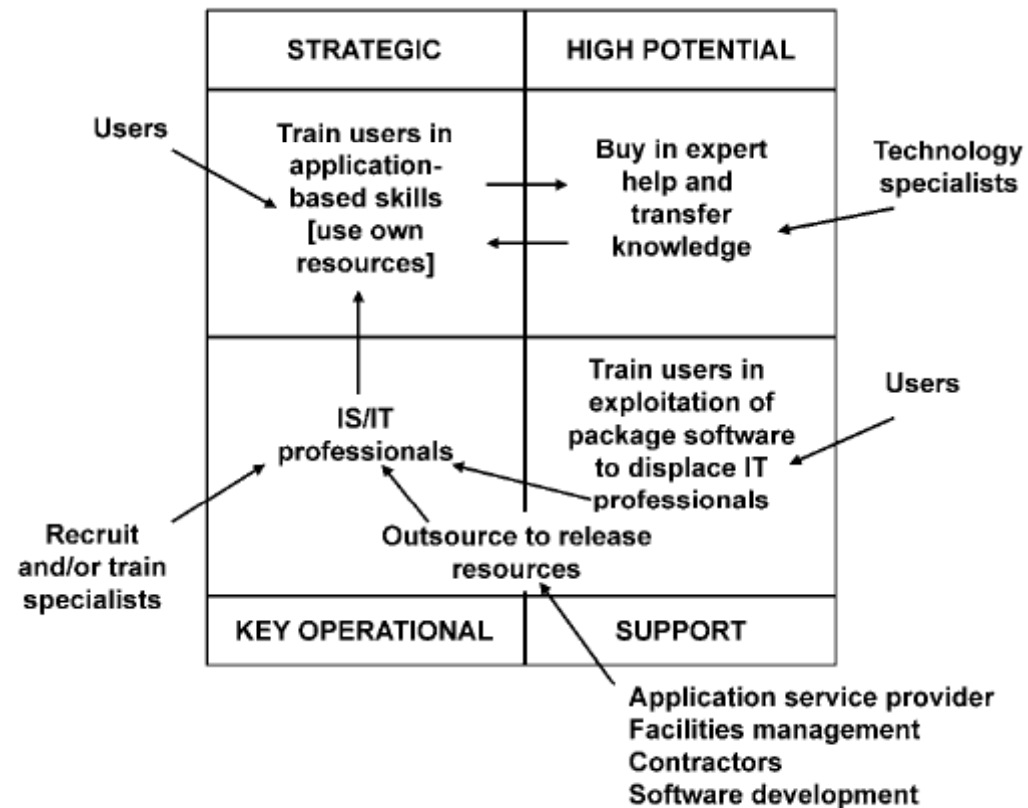 STRATEGIC
HIGH POTENTIAL
Users
Train users in
application-
based skills
[use own
resources]
Buy in expert
help and
transfer
knowledge
Technology
specialists
IS/IT
professionals
Train users in
exploitation of
package software
to displace IT
professionals
Users
Recruit
and/or train
specialists
Outsource to release
resources
KEY OPERATIONAL
SUPPORT
Application service provider
Facilities management
Contractors
Software development